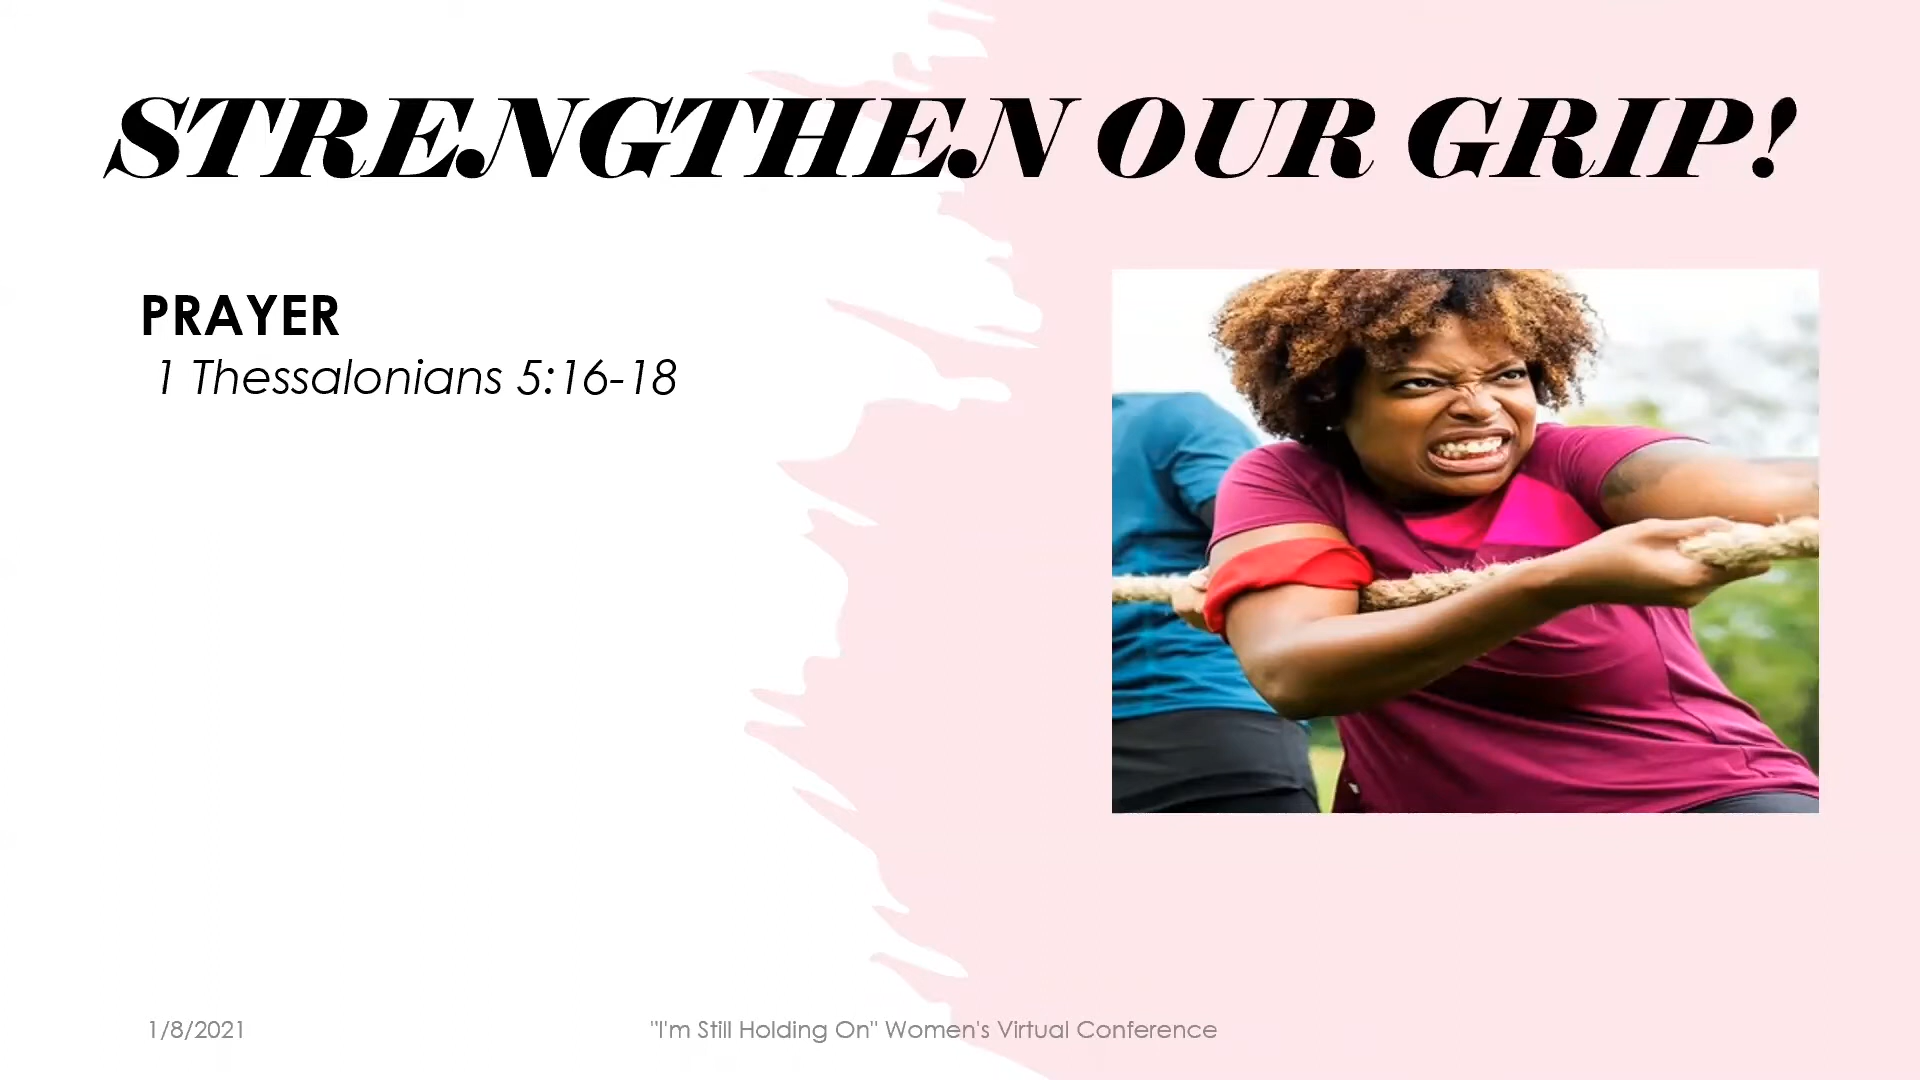 STRENGTHEN OUR GRIP!
PRAYER
1 Thessalonians 5:16-18
1/8/2021
"I'm Still Holding On" Women's Virtual Conference